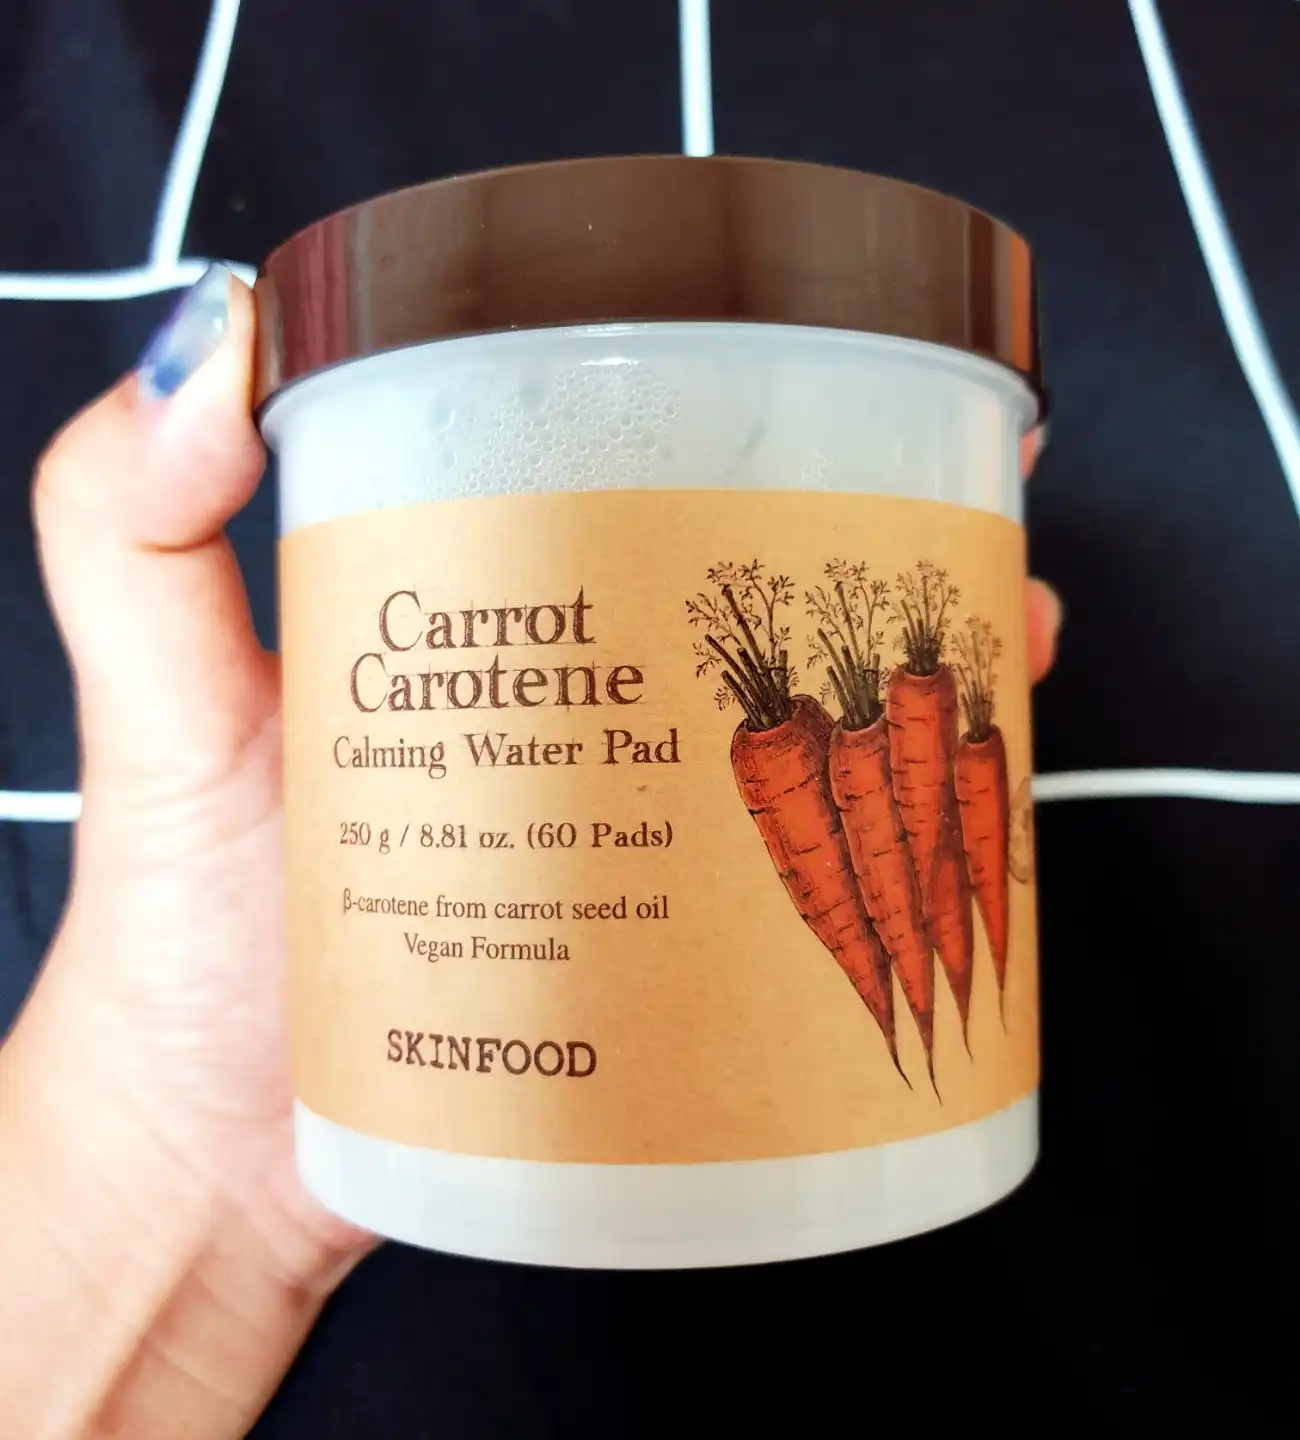 Carrot
Carotene
Calming Water Pad
250 g / 8.81 oz. (60 Pads)
β-carotene from carrot seed oil
Vegan Formula
SKINFOOD